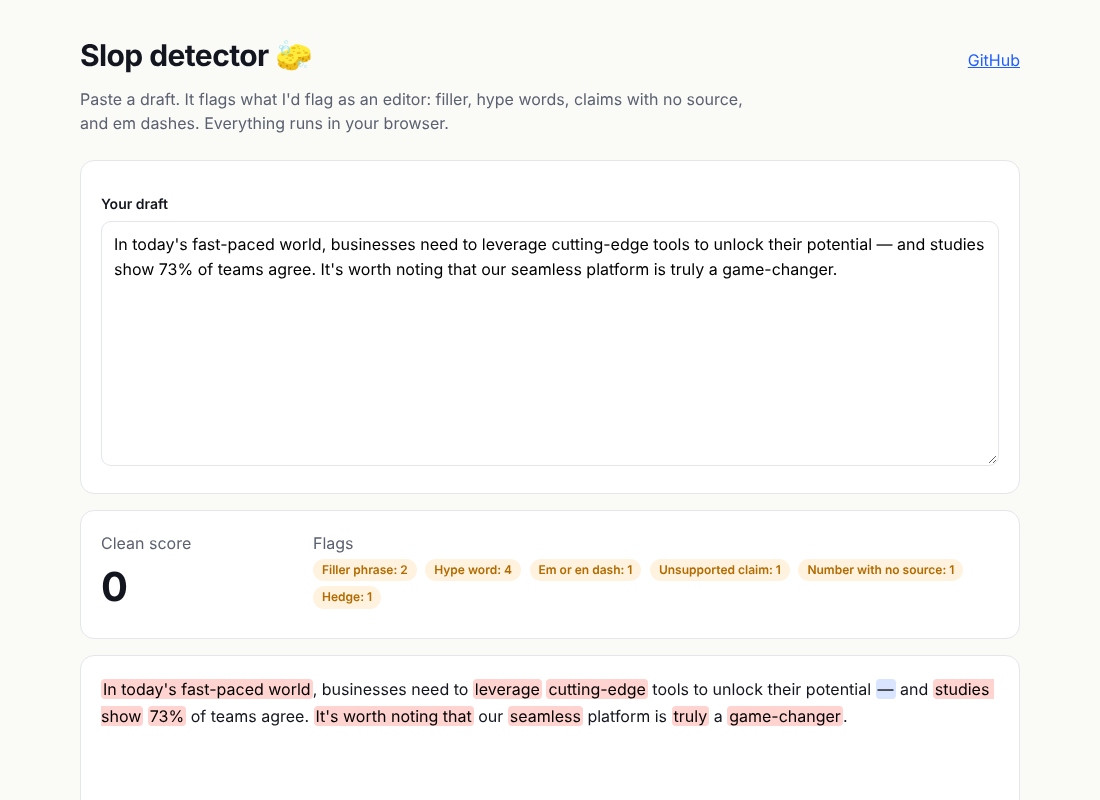 Slop detector 🧽
GitHub
Paste a draft. It flags what I'd flag as an editor: filler, hype words, claims with no source,
and em dashes. Everything runs in your browser.
Your draft
In today's fast-paced world, businesses need to leverage cutting-edge tools to unlock their potential — and studies
show 73% of teams agree. It's worth noting that our seamless platform is truly a game-changer.
Clean score
0
Flags
Filler phrase: 2
Hype word: 4
Em or en dash: 1
Unsupported claim: 1
Number with no source: 1
Hedge: 1
In today's fast-paced world, businesses need to leverage cutting-edge tools to unlock their potential — and studies
show 73% of teams agree. It's worth noting that our seamless platform is truly a game-changer.